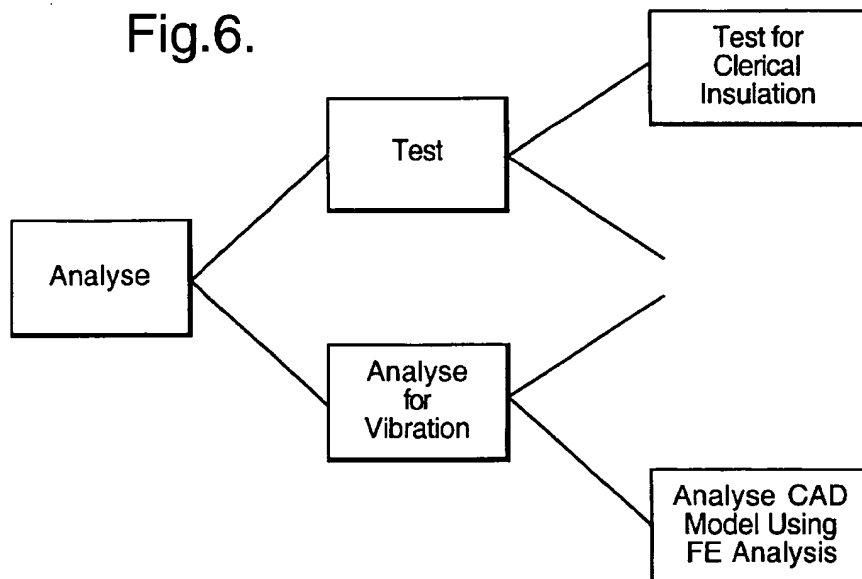 Fig.6.
Test for
Clerical
Insulation
Test
Analyse
Analyse
for
Vibration
Analyse CAD
Model Using
FE Analysis